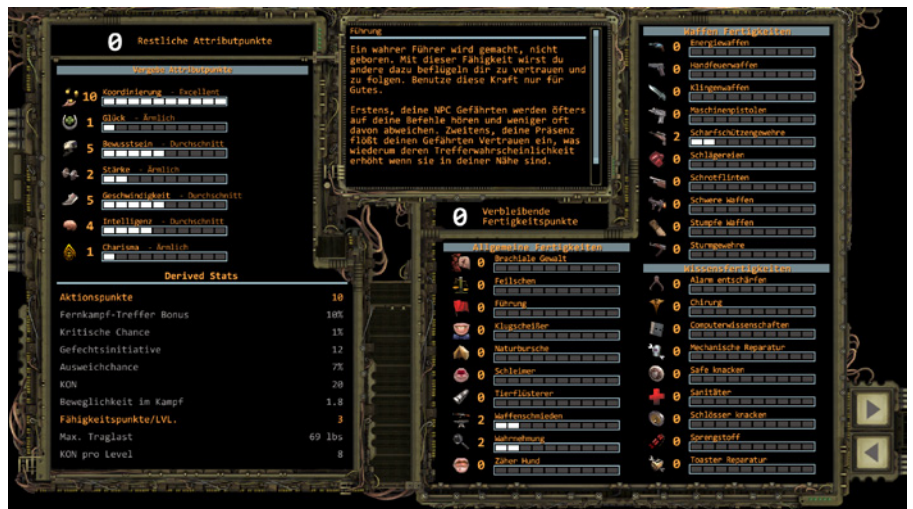 0 Restliche Attributpunkte
Vergebe Attributpunkte
10 Koordinierung - Excellent
1 Glück - Ärmlich
5 Bewusstsein - Durchschnitt
2 Stärke - Ärmlich
5 Geschwindigkeit - Durchschnitt
4 Intelligenz - Durchschnitt
1 Charisma - Ärmlich
Derived Stats
Aktionspunkte 10
Fernkampf-Treffer Bonus 10%
Kritische Chance 1%
Gefechtsinitiative 12
Ausweichchance 7%
KON 20
Beweglichkeit im Kampf 1.8
Fähigkeitspunkte/LVL. 3
Max. Traglast 69 lbs
KON pro Level 8
Führung
Ein wahrer Führer wird gemacht, nicht
geboren. Mit dieser Fähigkeit wirst du
andere dazu beflügeln dir zu vertrauen und
zu folgen. Benutze diese Kraft nur für
Gutes.
Erstens, deine NPC Gefährten werden öfters
auf deine Befehle hören und weniger oft
davon abweichen. Zweitens, deine Präsenz
flößt deinen Gefährten Vertrauen ein, was
wiederum deren Trefferwahrscheinlichkeit
erhöht wenn sie in deiner Nähe sind.
0 Verbleibende
Fertigkeitspunkte
Allgemeine Fertigkeiten
0 Brachiale Gewalt
0 Feilschen
0 Führung
0 Klugscheißer
0 Naturbursche
0 Schleimer
0 Tierflüsterer
2 Waffenschmieden
2 Wahrnehmung
0 Zäher Hund
Waffen Fertigkeiten
0 Energiewaffen
0 Handfeuerwaffen
0 Klingenwaffen
0 Maschinenpistolen
2 Scharfschützengewehre
0 Schlägereien
0 Schrotflinten
0 Schwere Waffen
0 Stumpfe Waffen
0 Sturmgewehre
Wissensfertigkeiten
0 Alarm entschärfen
0 Chirurg
0 Computerwissenschaften
0 Mechanische Reparatur
0 Safe knacken
0 Sanitäter
0 Schlösser knacken
0 Sprengstoff
0 Toaster Reparatur